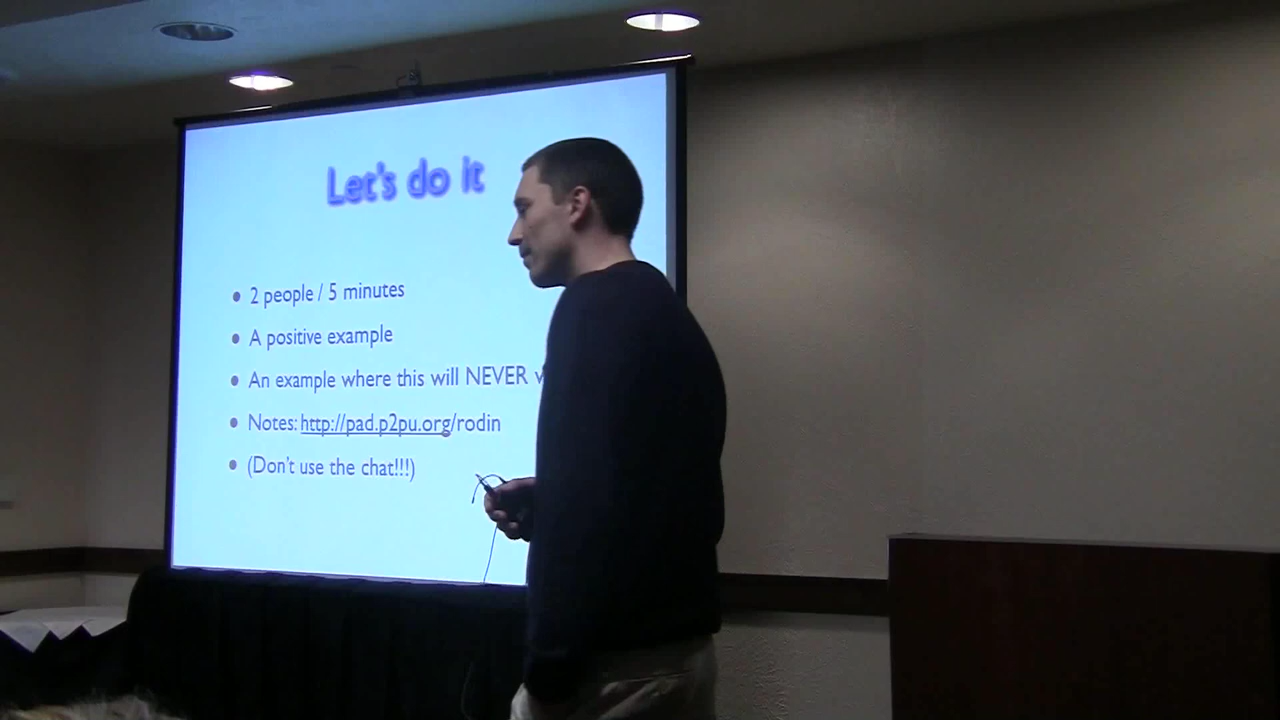 Let's do it
• 2 people / 5 minutes
• A positive example
• An example where this will NEVER
• Notes: http://pad.p2pu.org/rodin
• (Don't use the chat!!!)